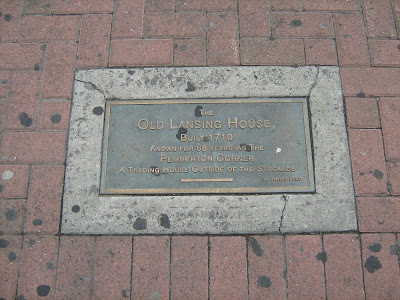 The
Old Lansing House,
Built 1710
Known for 68 years As The
Pemberton Corner
A Trading House Outside of the Stockade